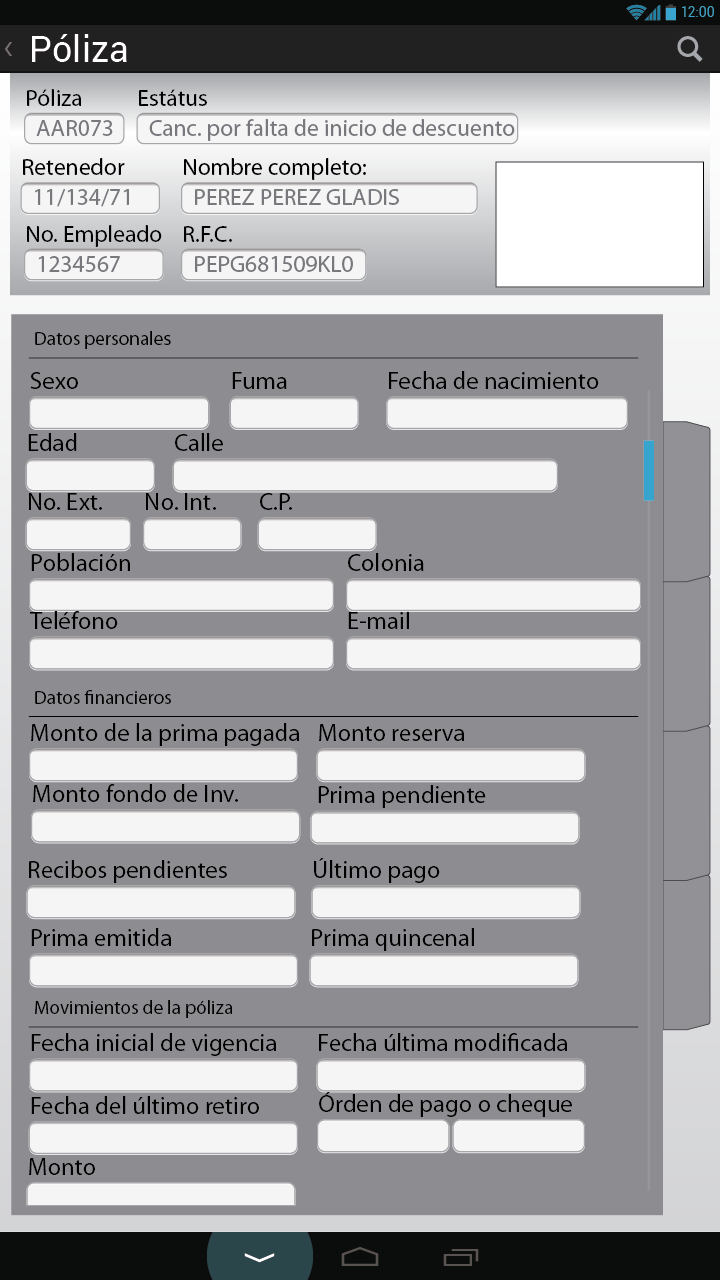 12:00
Póliza
Póliza Estátus
AAR073 Canc. por falta de inicio de descuento
Retenedor Nombre completo:
11/134/71 PEREZ PEREZ GLADIS
No. Empleado R.F.C.
1234567 PEPG681509KL0
Datos personales
Sexo Fuma Fecha de nacimiento
Edad Calle
No. Ext. No. Int. C.P.
Población Colonia
Teléfono E-mail
Datos financieros
Monto de la prima pagada Monto reserva
Monto fondo de Inv. Prima pendiente
Recibos pendientes Último pago
Prima emitida Prima quincenal
Movimientos de la póliza
Fecha inicial de vigencia Fecha última modificada
Fecha del último retiro Órden de pago o cheque
Monto